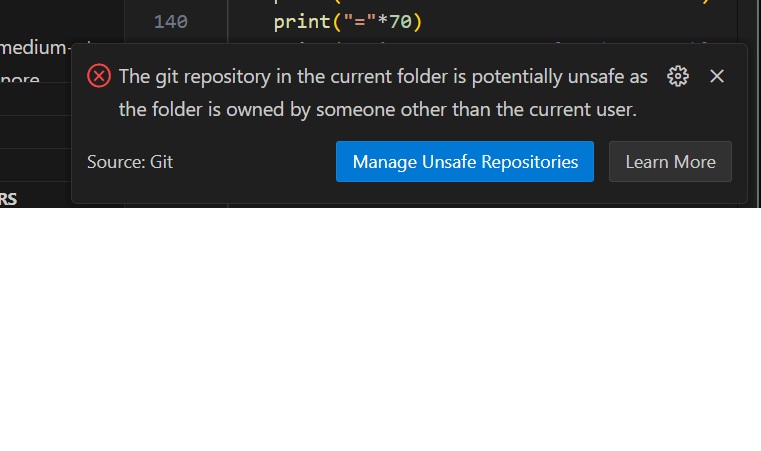 140 print("="*70)
medium-
The git repository in the current folder is potentially unsafe as
the folder is owned by someone other than the current user.
Source: Git Manage Unsafe Repositories Learn More
RS